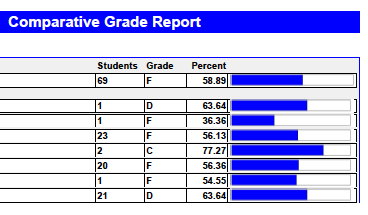 Comparative Grade Report
Students Grade Percent
69 F 58.89
1 D 63.64
1 F 36.36
23 F 56.13
2 C 77.27
20 F 56.36
1 F 54.55
21 D 63.64